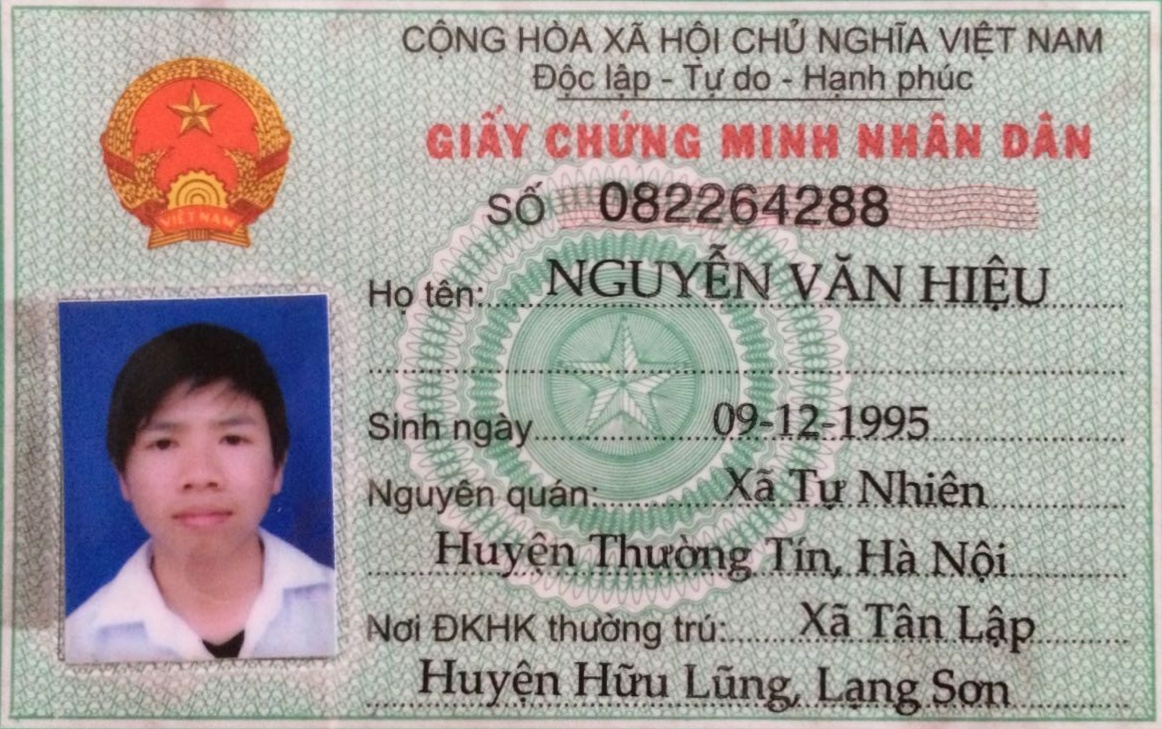 CỘNG HÒA XÃ HỘI CHỦ NGHĨA VIỆT NAM
Độc lập - Tự do - Hạnh phúc
GIẤY CHỨNG MINH NHÂN DÂN
SỐ 082264288
VIỆT NAM
Họ tên: NGUYỄN VĂN HIỆU
Sinh ngày 09-12-1995
Nguyên quán: Xã Tự Nhiên
Huyện Thường Tín, Hà Nội
Nơi ĐKHK thường trú: Xã Tân Lập
Huyện Hữu Lũng, Lạng Sơn